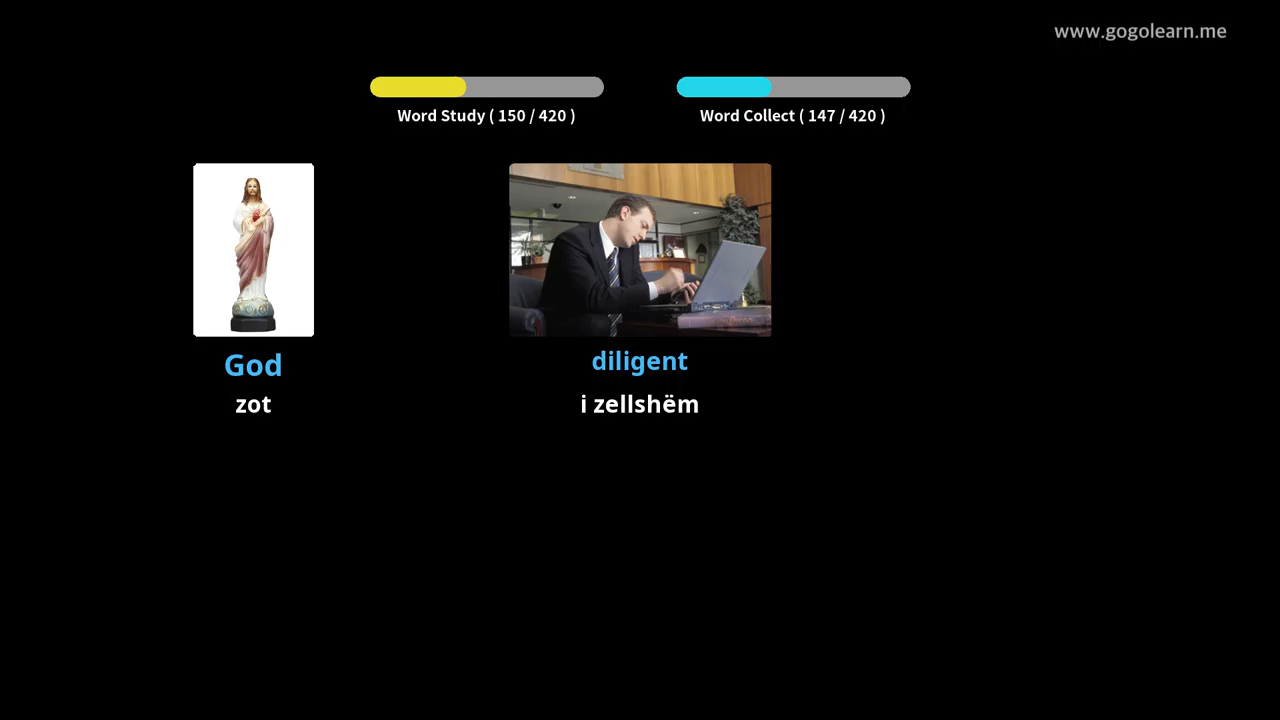 www.gogolearn.me
Word Study ( 150 / 420 )
Word Collect ( 147 / 420 )
God
zot
diligent
i zellshëm